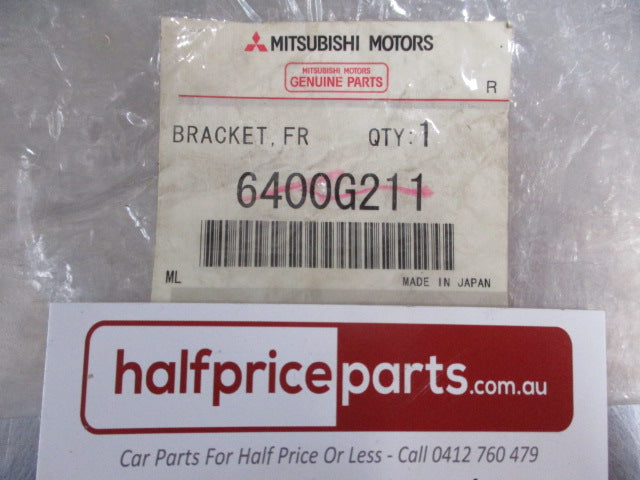 MITSUBISHI MOTORS
MITSUBISHI MOTORS
GENUINE PARTS
R
BRACKET, FR QTY: 1
6400G211
ML MADE IN JAPAN
halfpriceparts.com.au
Car Parts For Half Price Or Less - Call 0412 760 479